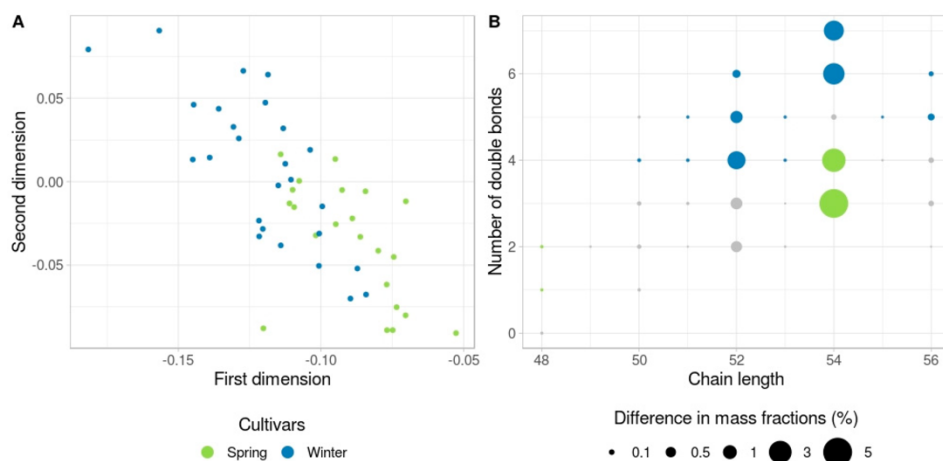 A
B
0.05
0.00
-0.05
Second dimension
-0.15
-0.10
-0.05
First dimension
Cultivars
Spring
Winter
6
4
2
0
Number of double bonds
48
50
52
54
56
Chain length
Difference in mass fractions (%)
0.1
0.5
1
3
5